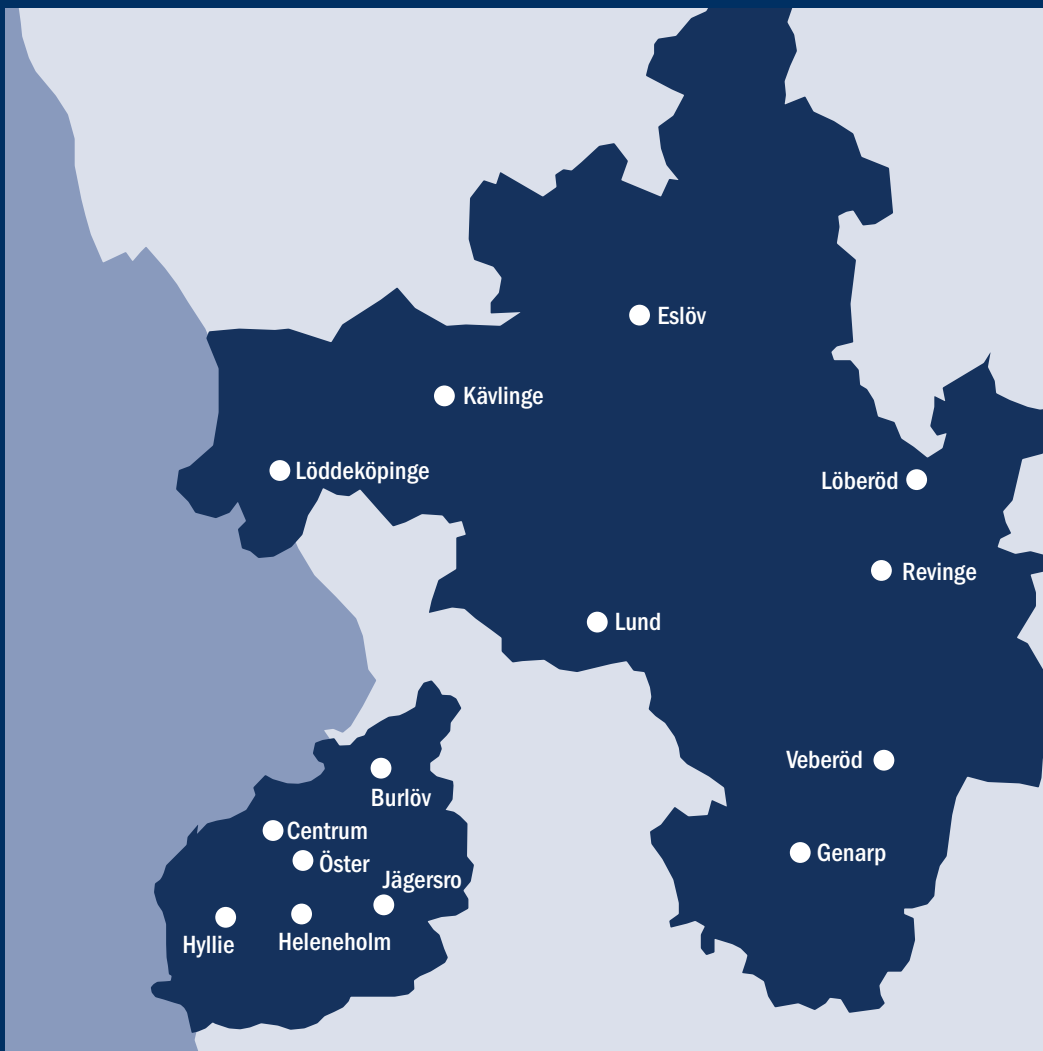 Eslöv
Kävlinge
Löddeköpinge
Löberöd
Revinge
Lund
Veberöd
Burlöv
Centrum
Genarp
Öster
Jägersro
Heleneholm
Hyllie